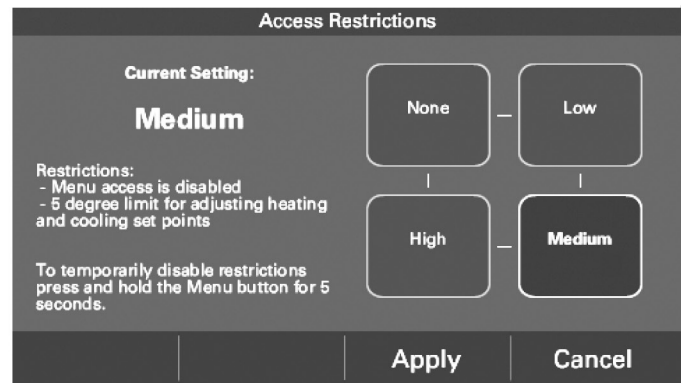 Access Restrictions
Current Setting:
Medium
Restrictions:
- Menu access is disabled
- 5 degree limit for adjusting heating
and cooling set points
To temporarily disable restrictions
press and hold the Menu button for 5
seconds.
None
Low
High
Medium
Apply
Cancel